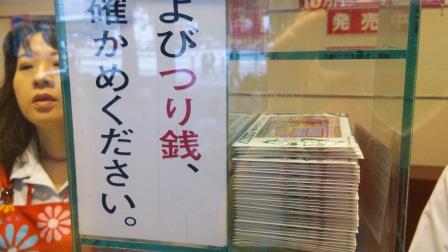 よびつり銭、
確かめください。
発売中